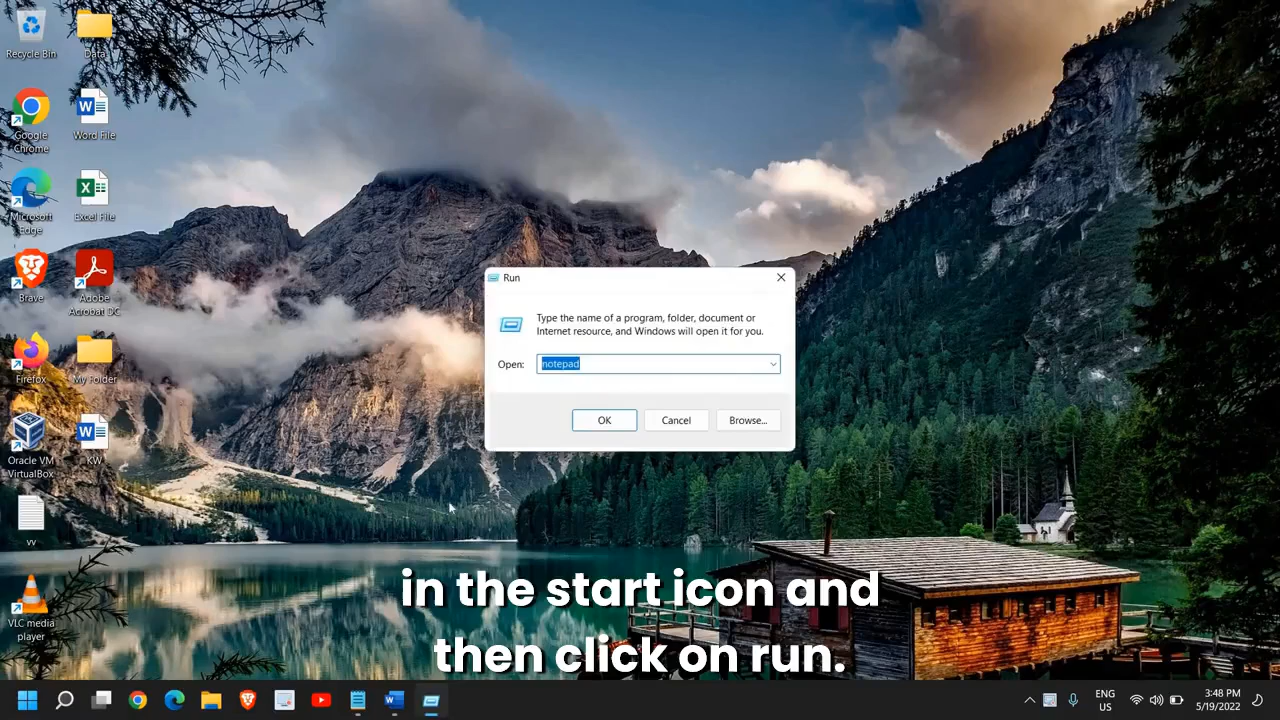 Recycle Bin
Data
Google
Chrome
Word File
Microsoft
Edge
Excel File
Brave
Adobe
Acrobat DC
Firefox
My Folder
Oracle VM
VirtualBox
KW
vv
VLC media
player
Run
Type the name of a program, folder, document or
Internet resource, and Windows will open it for you.
Open:
notepad
OK
Cancel
Browse...
in the start icon and
then click on run.
ENG
US
3:48 PM
5/19/2022